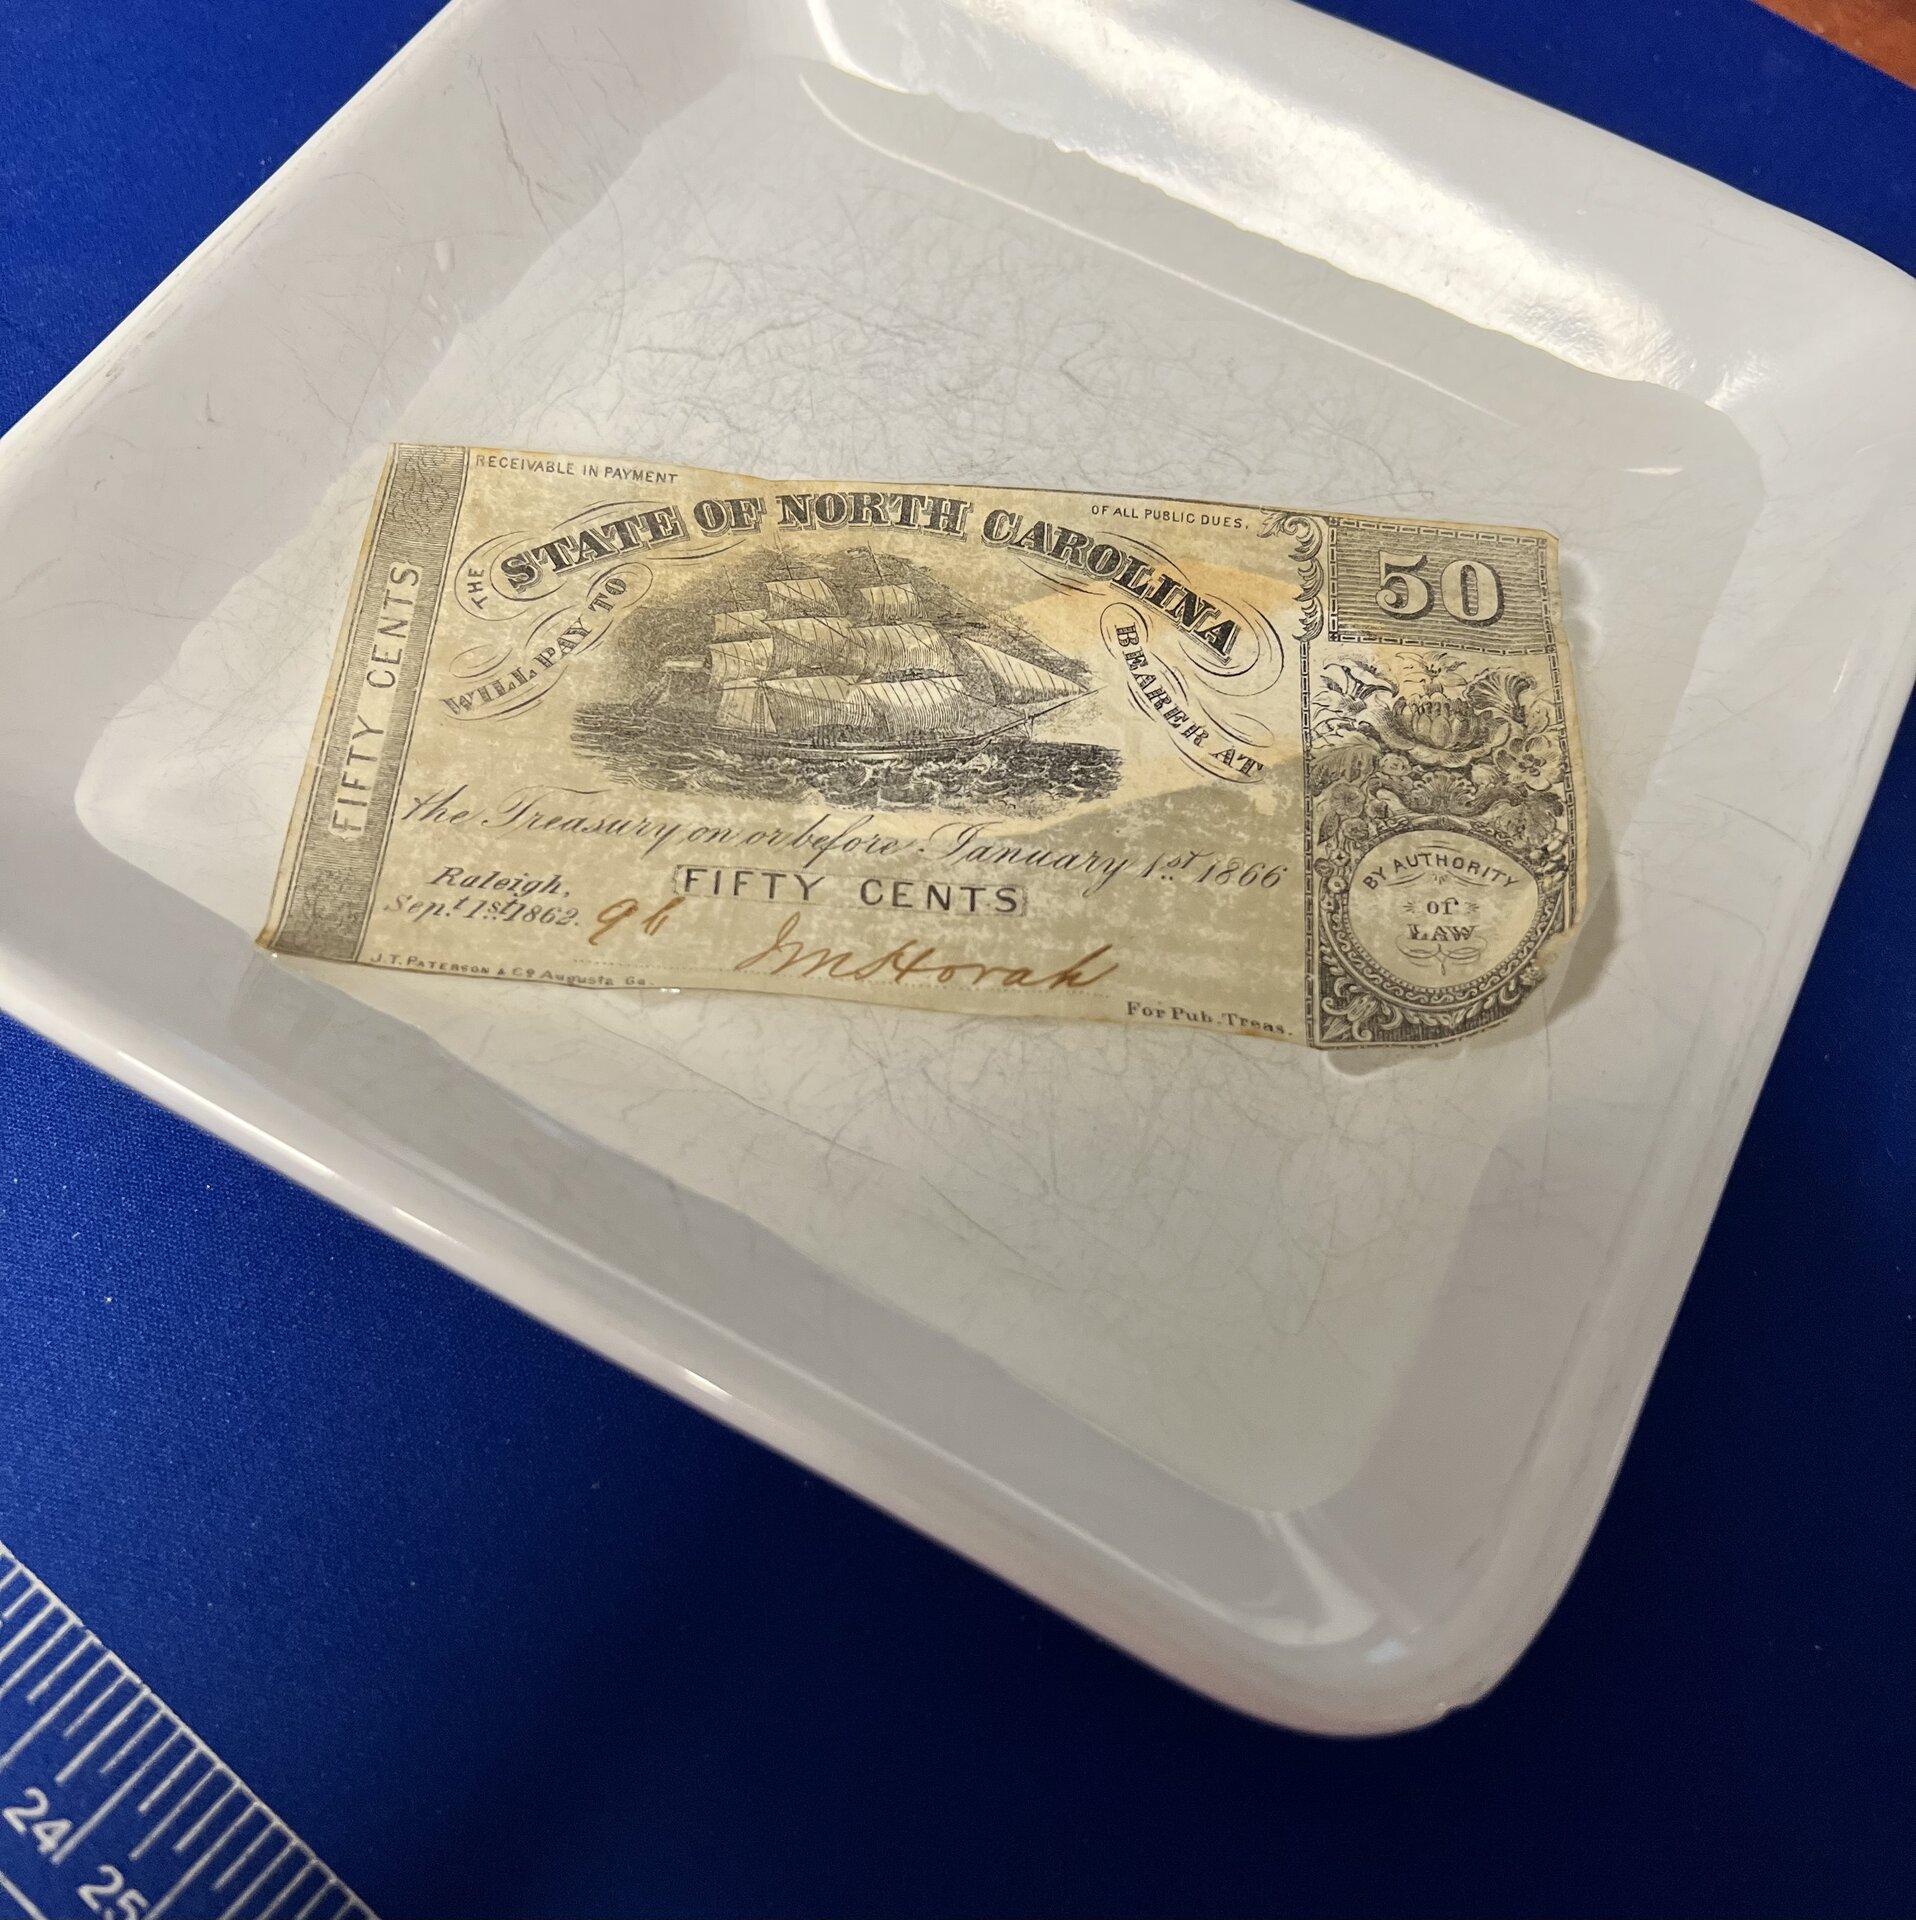 RECEIVABLE IN PAYMENT
OF ALL PUBLIC DUES,
THE
STATE OF NORTH CAROLINA
WILL PAY TO
BEARER AT
50
FIFTY CENTS
the Treasury on or before January 1st 1866
FIFTY CENTS
Raleigh,
Sept. 1st 1862.
J M Horah
For Pub. Treas.
J.T. PATERSON & Co Augusta Ga.
BY AUTHORITY
of
LAW
24
25